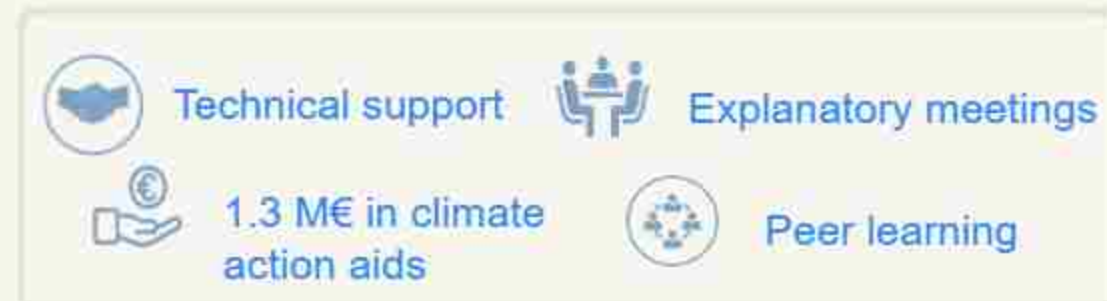 Technical support
Explanatory meetings
1.3 M€ in climate
action aids
Peer learning